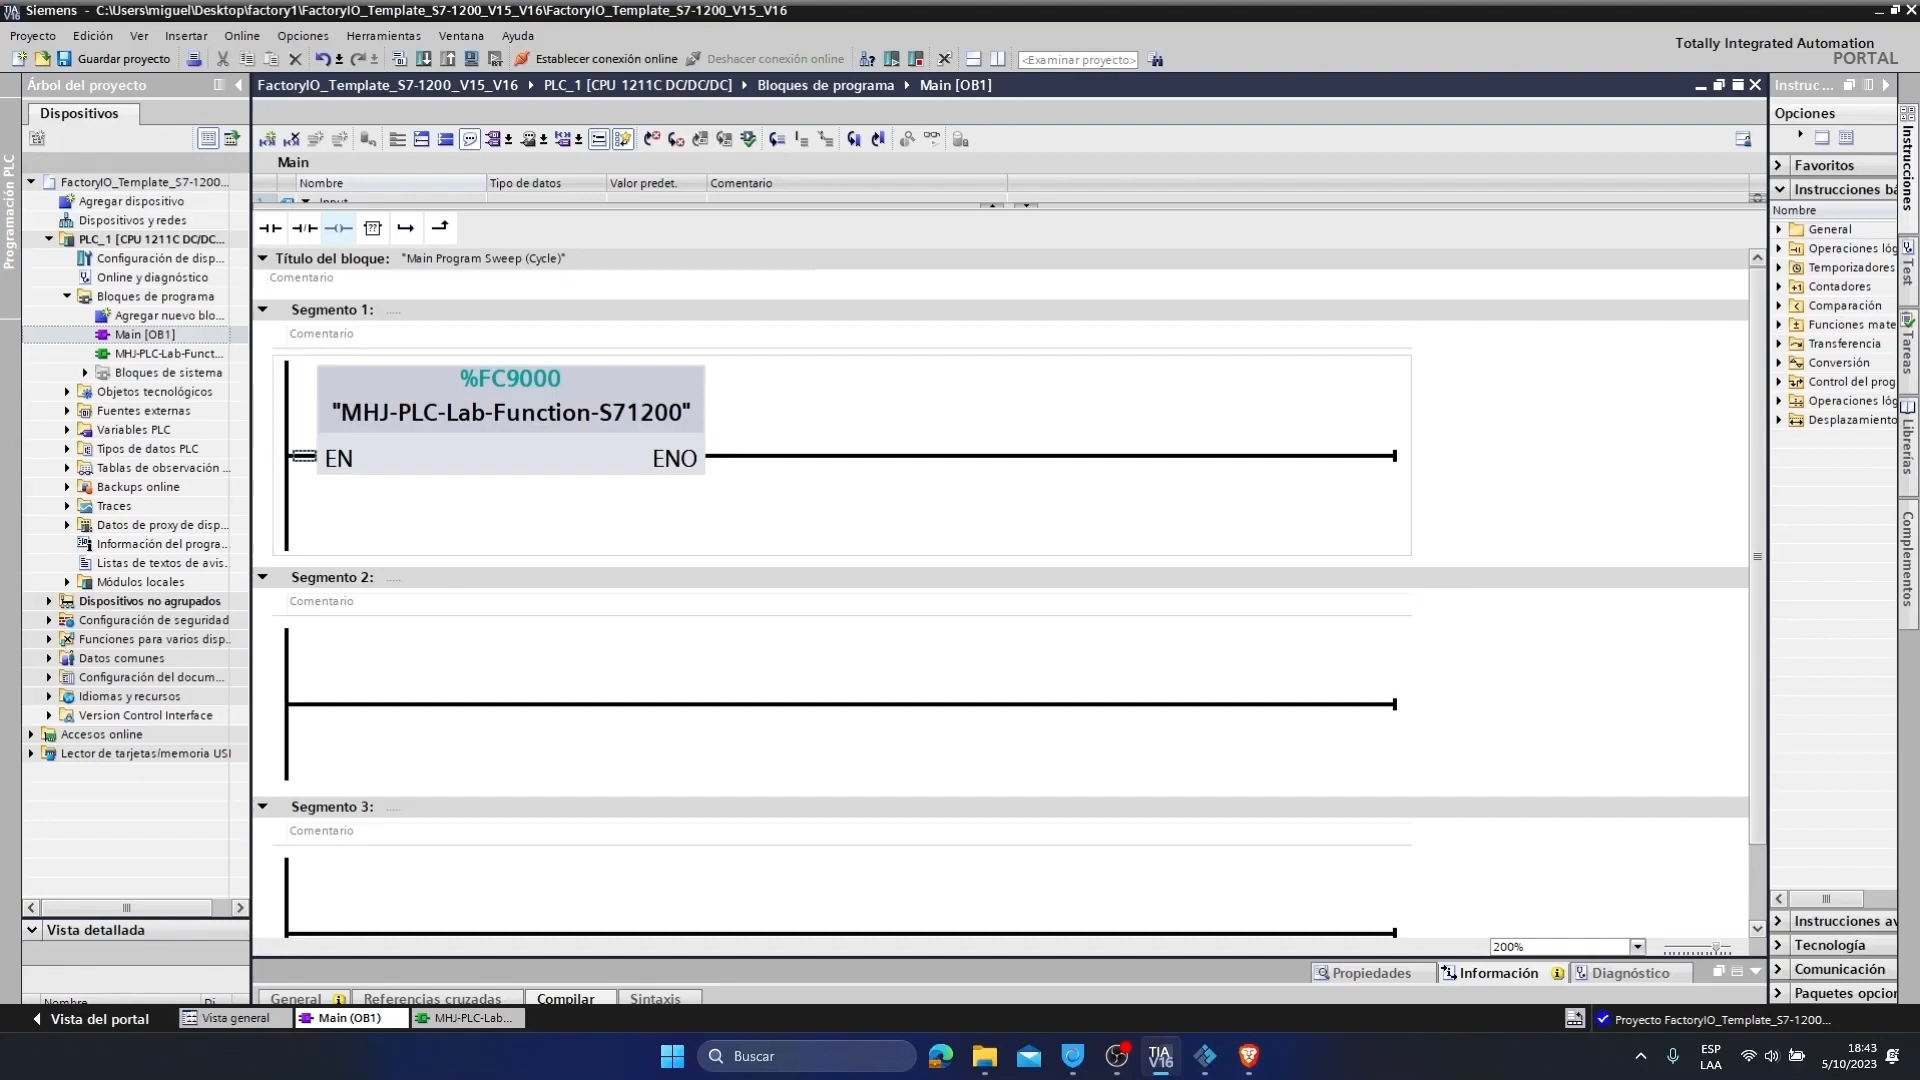 Siemens - C:\Users\miguel\Desktop\factory1\FactoryIO_Template_S7-1200_V15_V16\FactoryIO_Template_S7-1200_V15_V16
Proyecto Edición Ver Insertar Online Opciones Herramientas Ventana Ayuda
Totally Integrated Automation
PORTAL
Guardar proyecto
Establecer conexión online
Deshacer conexión online
<Examinar proyecto>
Árbol del proyecto
FactoryIO_Template_S7-1200_V15_V16 PLC_1 [CPU 1211C DC/DC/DC] Bloques de programa Main [OB1]
Instruc...
Dispositivos
Opciones
Programación PLC
FactoryIO_Template_S7-1200...
Agregar dispositivo
Dispositivos y redes
PLC_1 [CPU 1211C DC/DC...
Configuración de disp...
Online y diagnóstico
Bloques de programa
Agregar nuevo blo...
Main [OB1]
MHJ-PLC-Lab-Funct...
Bloques de sistema
Objetos tecnológicos
Fuentes externas
Variables PLC
Tipos de datos PLC
Tablas de observación ...
Backups online
Traces
Datos de proxy de disp...
Información del progra...
Listas de textos de avis...
Módulos locales
Dispositivos no agrupados
Configuración de seguridad
Funciones para varios disp...
Datos comunes
Configuración del docum...
Idiomas y recursos
Version Control Interface
Accesos online
Lector de tarjetas/memoria USI
Vista detallada
Nombre Di
Main
Nombre Tipo de datos Valor predet. Comentario
1 Input
Título del bloque: "Main Program Sweep (Cycle)"
Comentario
Segmento 1: .....
Comentario
%FC9000
"MHJ-PLC-Lab-Function-S71200"
EN ENO
Segmento 2: .....
Comentario
Segmento 3: .....
Comentario
200%
Propiedades Información Diagnóstico
General Referencias cruzadas Compilar Sintaxis
Favoritos
Instrucciones bá
Nombre
General
Operaciones lóg
Temporizadores
Contadores
Comparación
Funciones mate
Transferencia
Conversión
Control del prog
Operaciones lóg
Desplazamiento
Instrucciones av
Tecnología
Comunicación
Paquetes opcion
Instrucciones
Test
Tareas
Librerías
Complementos
Vista del portal
Vista general
Main (OB1)
MHJ-PLC-Lab...
Proyecto FactoryIO_Template_S7-1200...
Buscar
TIA
V16
ESP
LAA
18:43
5/10/2023